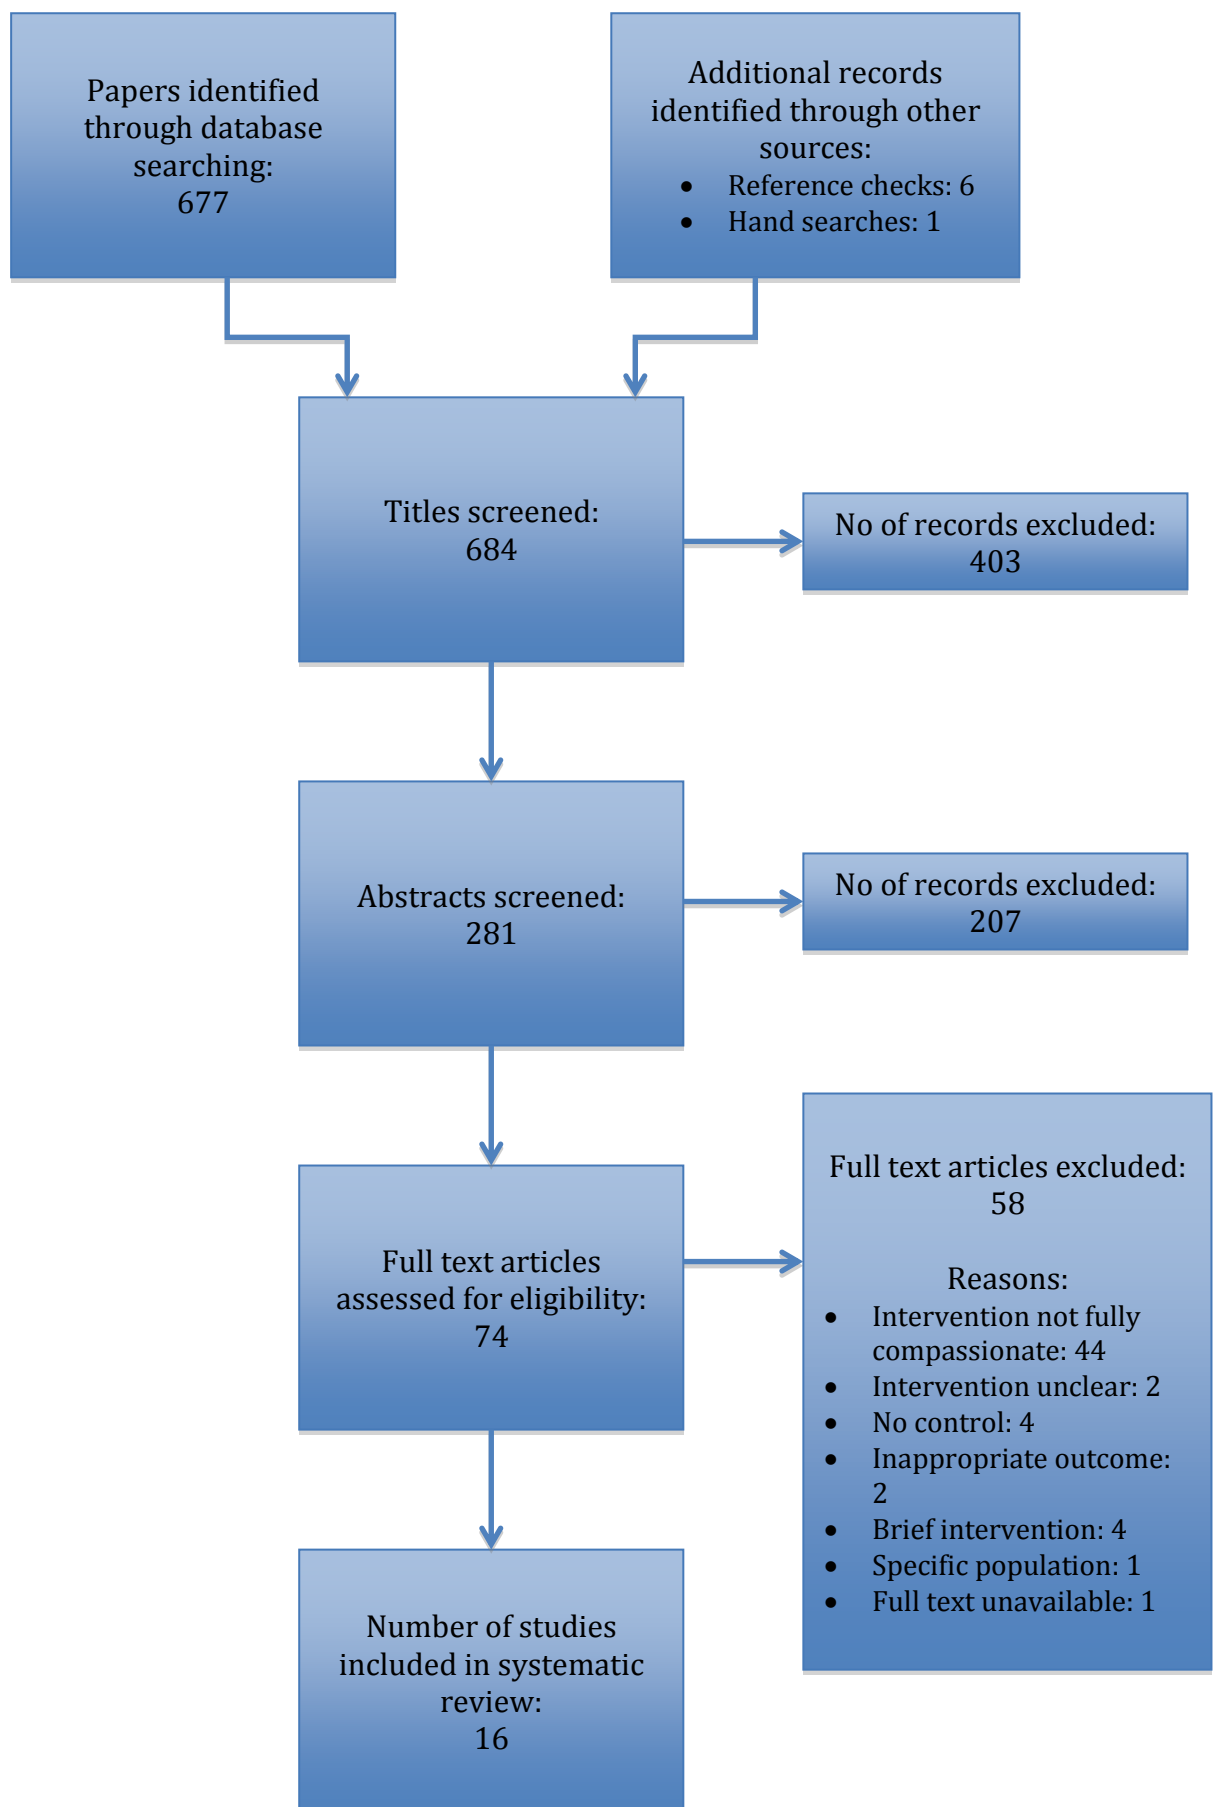 Papers identified
through database
searching:
677
Additional records
identified through other
sources:
• Reference checks: 6
• Hand searches: 1
Titles screened:
684
No of records excluded:
403
Abstracts screened:
281
No of records excluded:
207
Full text articles
assessed for eligibility:
74
Full text articles excluded:
58
Reasons:
• Intervention not fully
compassionate: 44
• Intervention unclear: 2
• No control: 4
• Inappropriate outcome:
2
• Brief intervention: 4
• Specific population: 1
• Full text unavailable: 1
Number of studies
included in systematic
review:
16